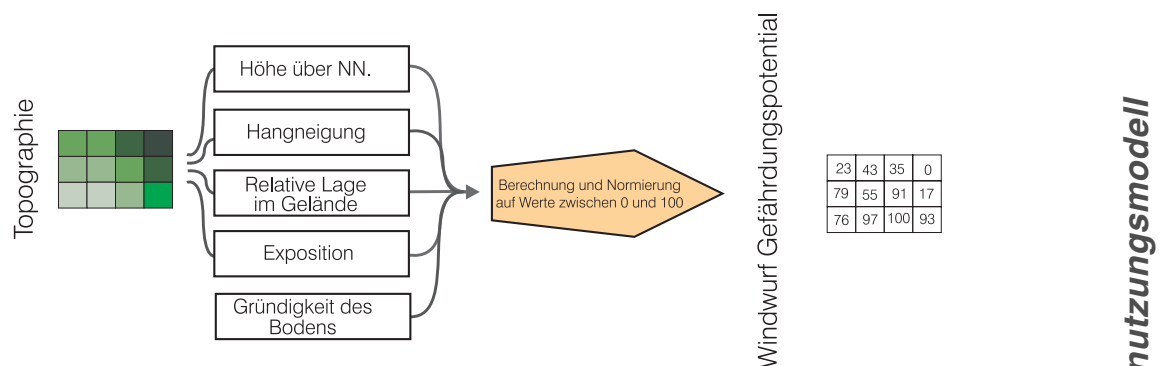 Topographie
Höhe über NN.
Hangneigung
Relative Lage
im Gelände
Exposition
Gründigkeit des
Bodens
Berechnung und Normierung
auf Werte zwischen 0 und 100
Windwurf Gefährdungspotential
23 43 35 0
79 55 91 17
76 97 100 93
nutzungsmodell